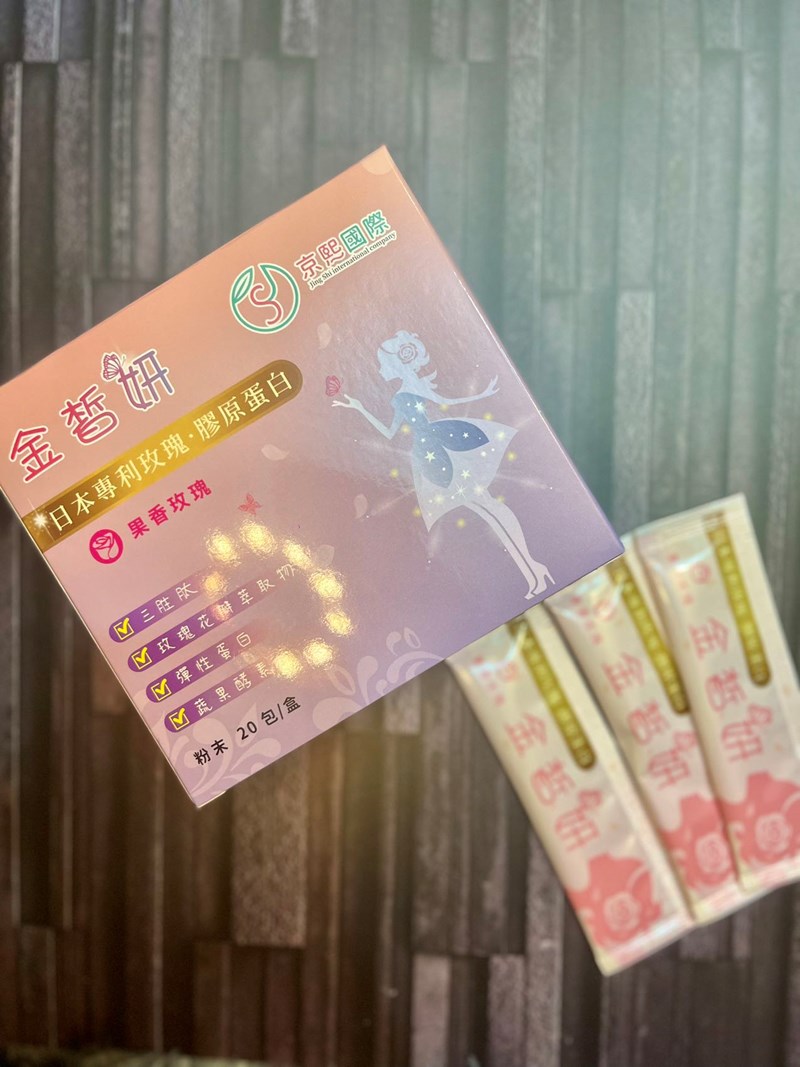 京熙國際
Jing Shi international company
金皙妍
日本專利玫瑰·膠原蛋白
果香玫瑰
三胜肽
玫瑰花瓣萃取物
彈性蛋白
蔬果酵素
粉末 20包/盒
金皙妍
金皙妍
金皙妍